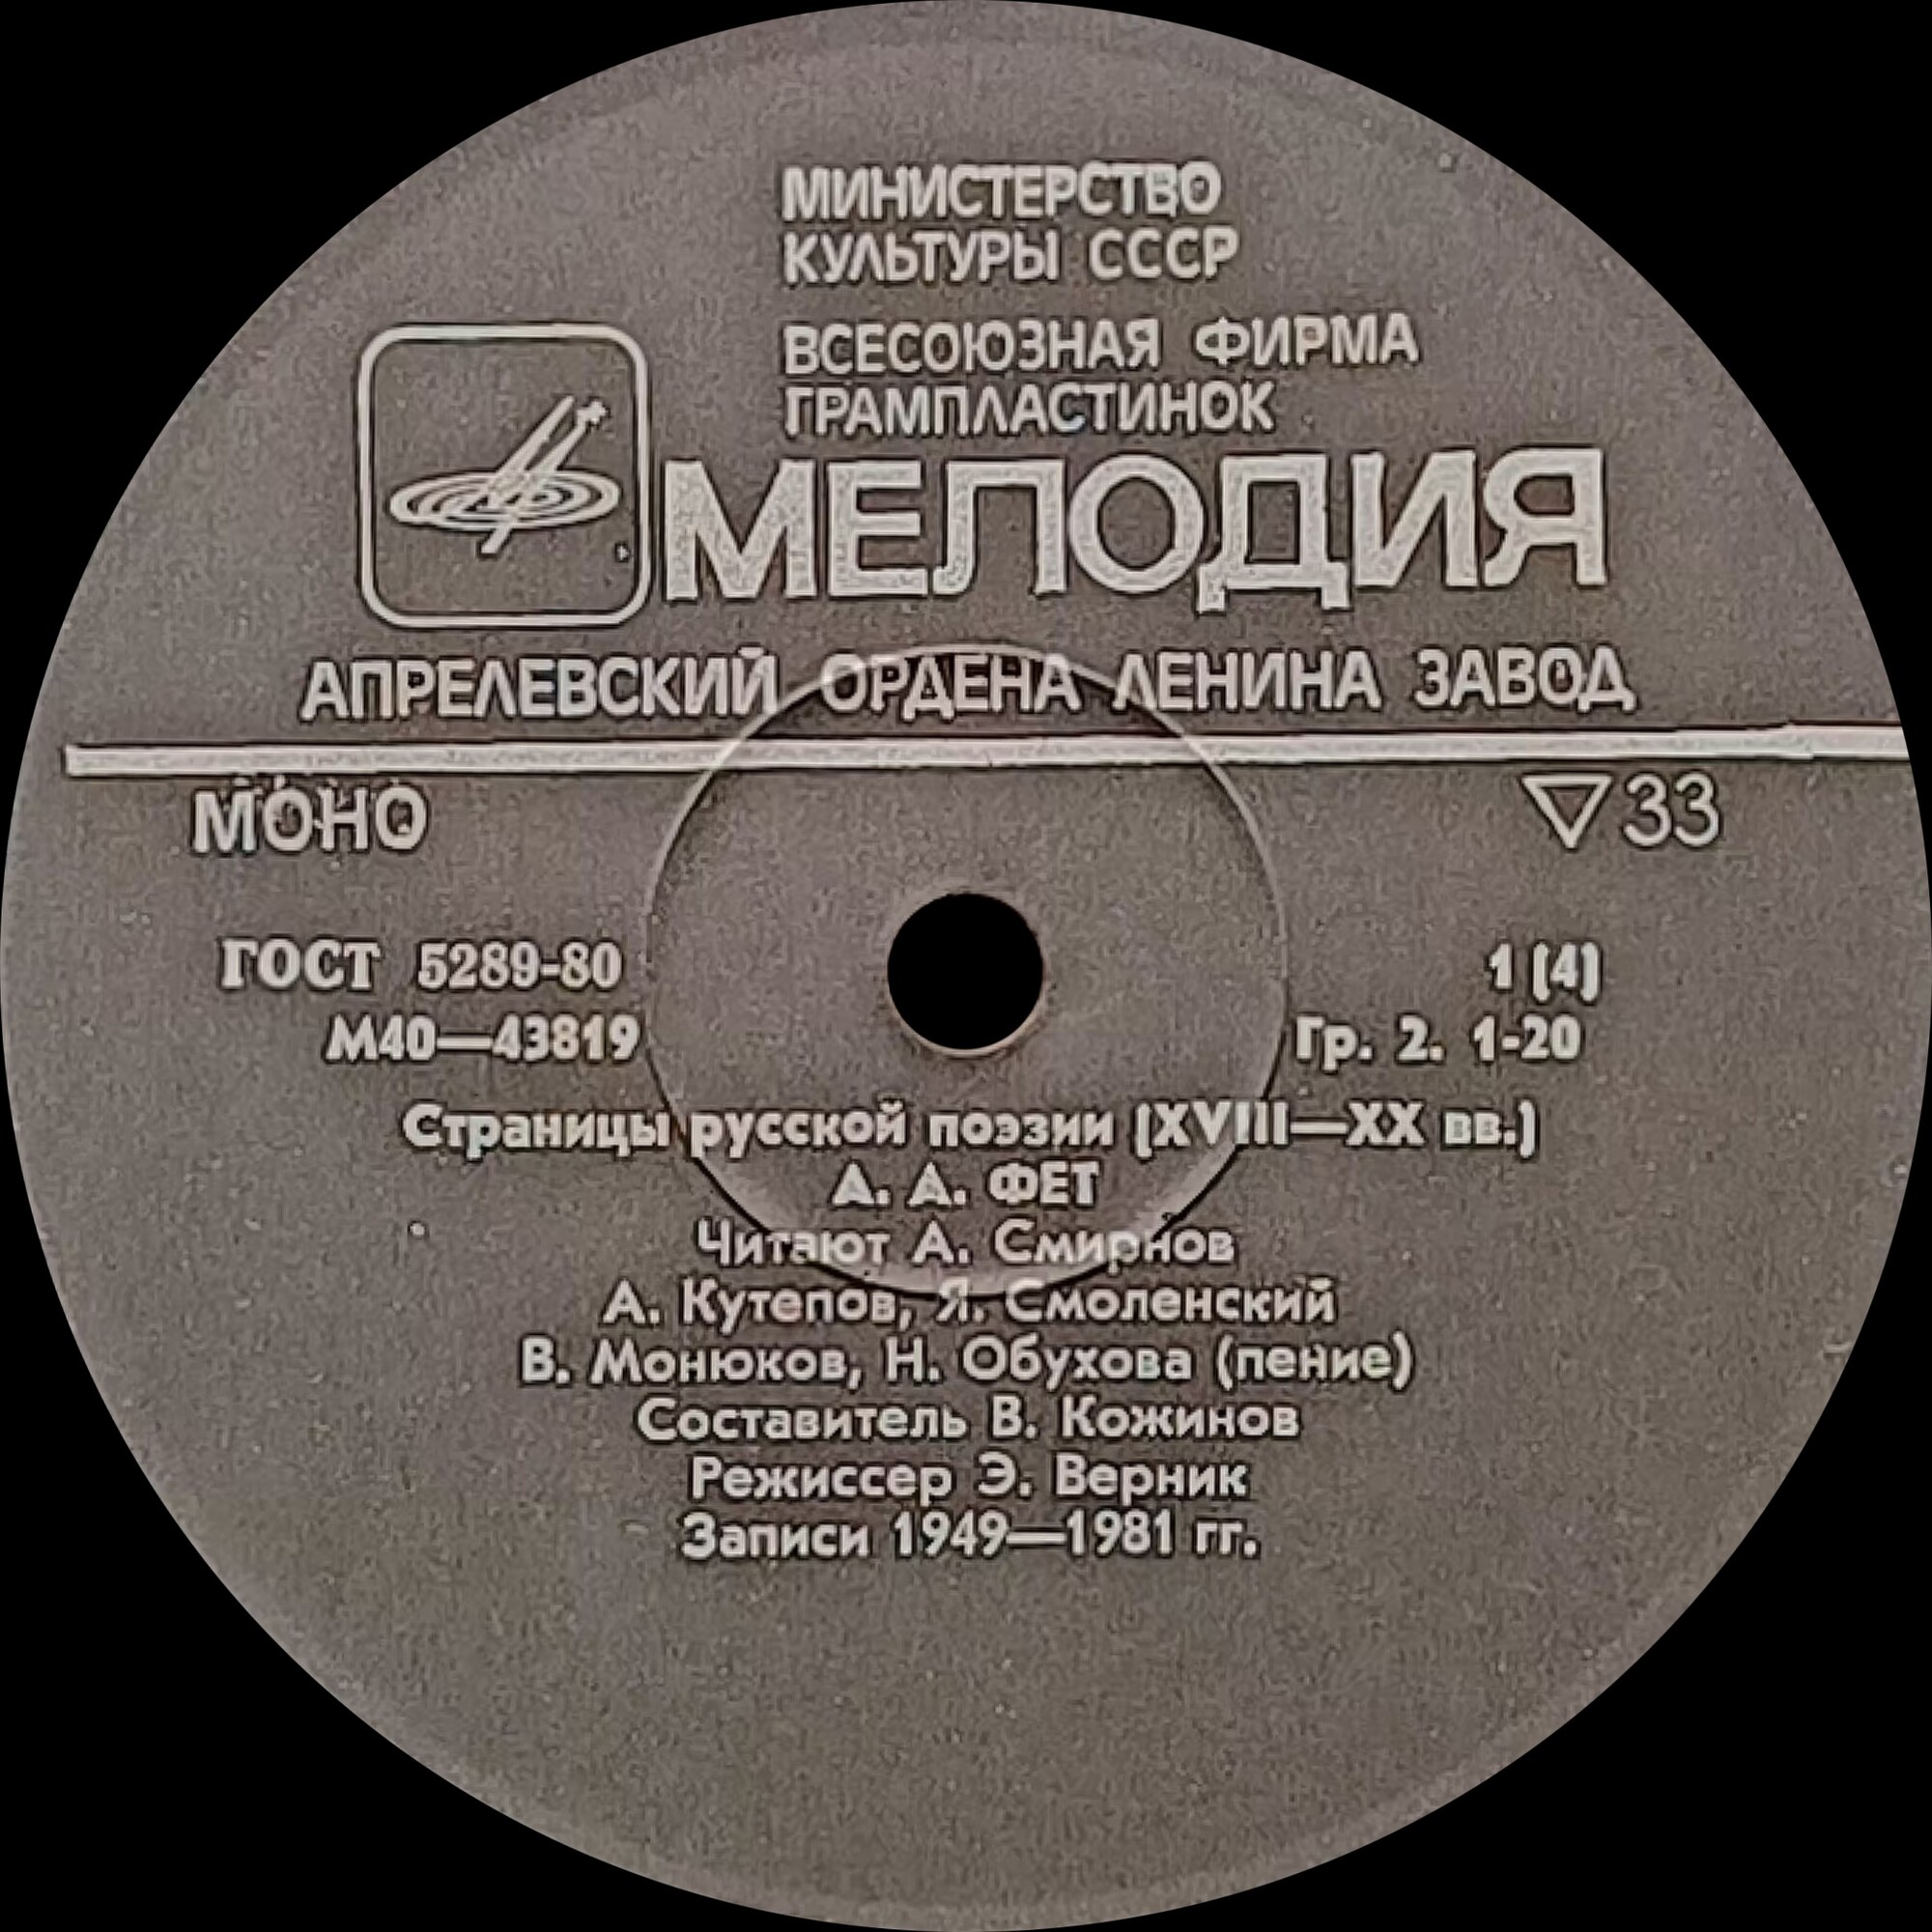 МИНИСТЕРСТВО
КУЛЬТУРЫ СССР
ВСЕСОЮЗНАЯ ФИРМА
ГРАМПЛАСТИНОК
МЕЛОДИЯ
АПРЕЛЕВСКИЙ ОРДЕНА ЛЕНИНА ЗАВОД
МОНО ▽33
ГОСТ 5289-80 1 (4)
М40—43819 Гр. 2. 1-20
Страницы русской поэзии (XVIII—XX вв.)
А. А. ФЕТ
Читают А. Смирнов
А. Кутепов, Я. Смоленский
В. Монюков, Н. Обухова (пение)
Составитель В. Кожинов
Режиссер Э. Верник
Записи 1949—1981 гг.